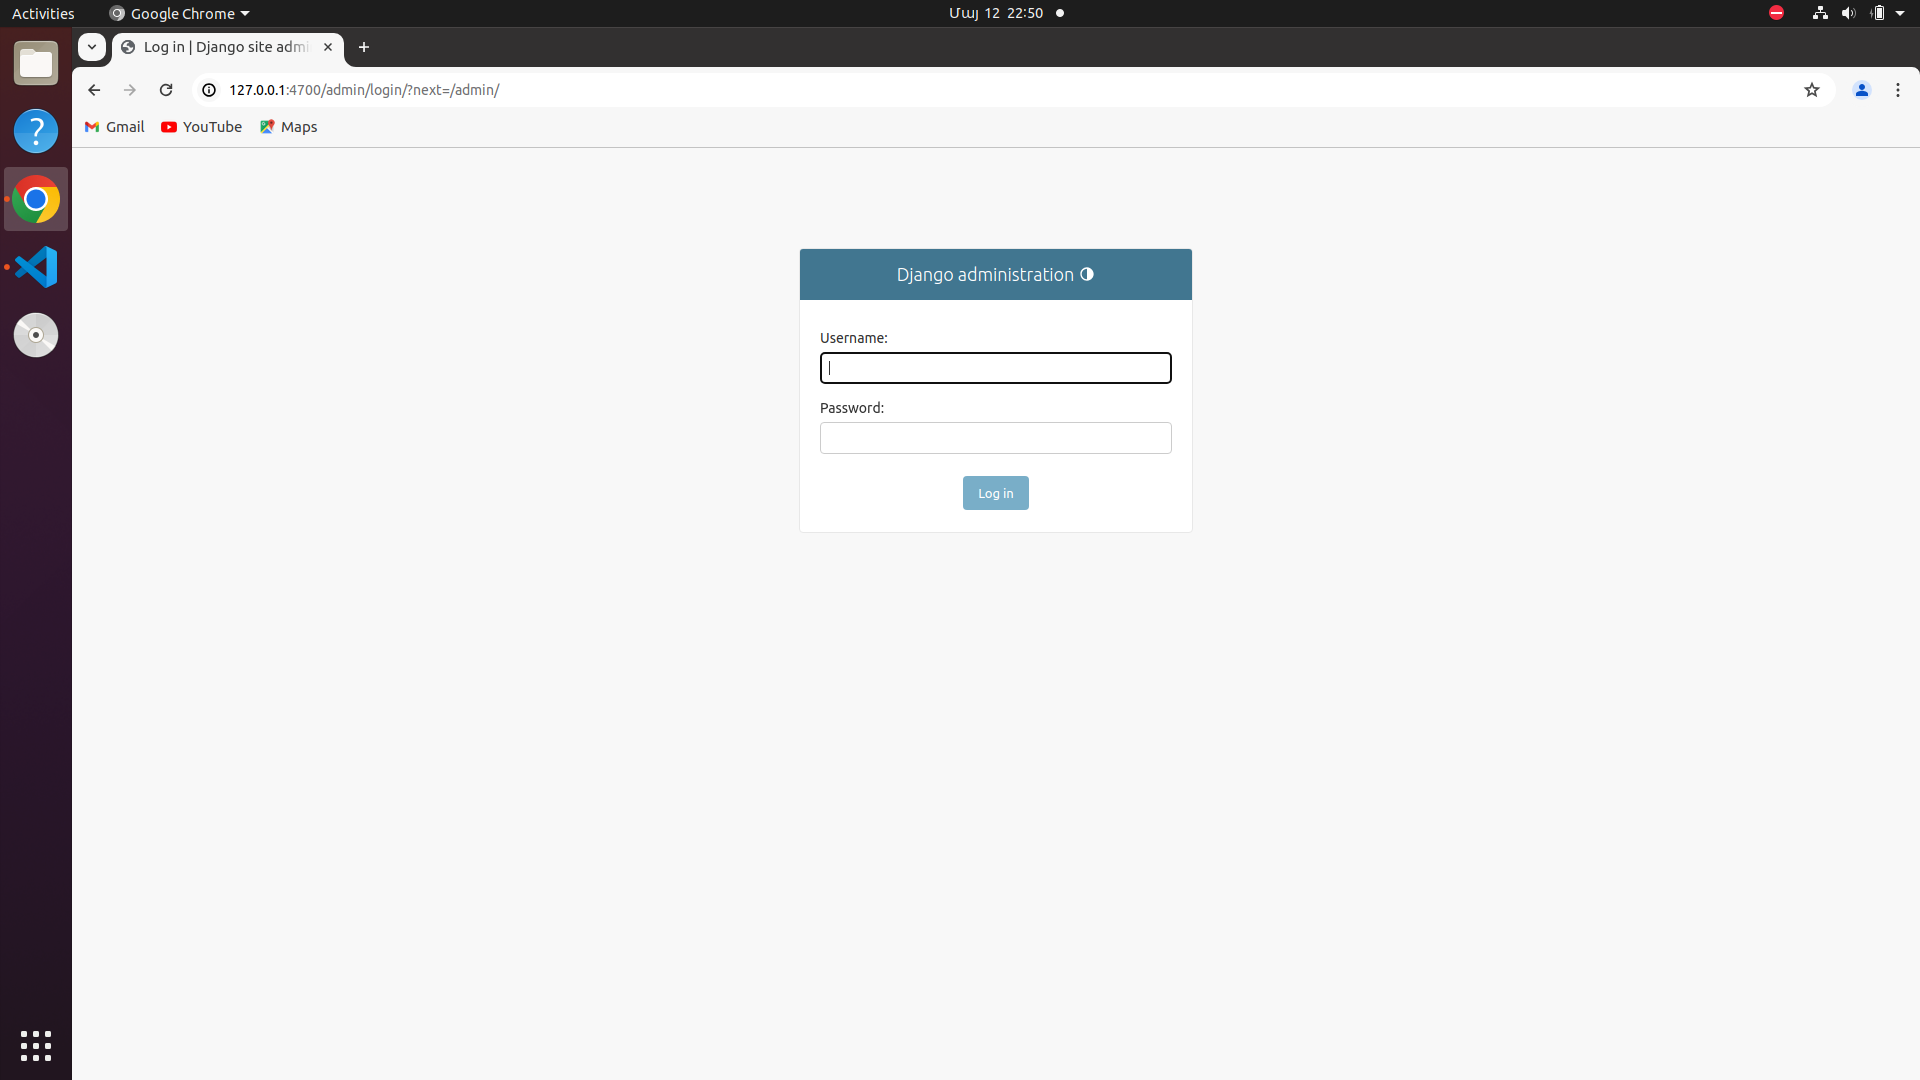 Activities
Google Chrome
Մայ 12 22:50
Log in | Django site admi
127.0.0.1:4700/admin/login/?next=/admin/
Gmail
YouTube
Maps
Django administration
Username:
Password:
Log in